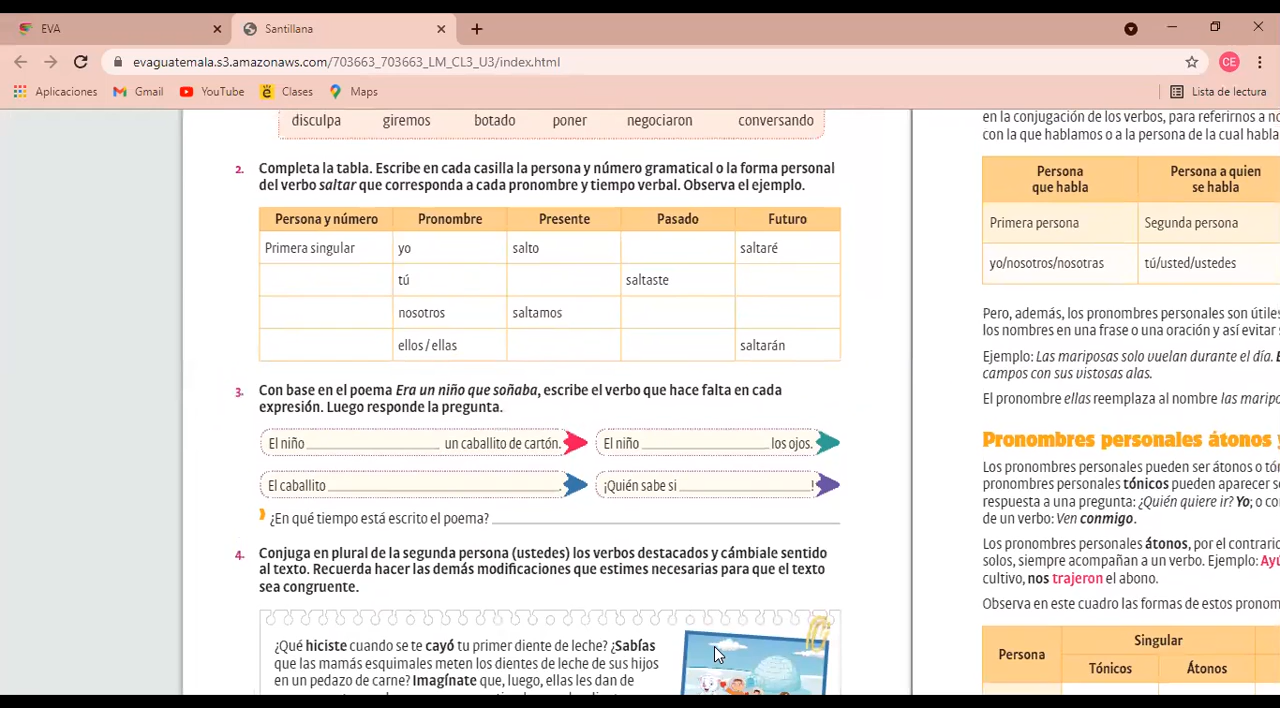 EVA
Santillana
evaguatemala.s3.amazonaws.com/703663_703663_LM_CL3_U3/index.html
CE
Aplicaciones Gmail YouTube Clases Maps Lista de lectura
disculpa giremos botado poner negociaron conversando
2. Completa la tabla. Escribe en cada casilla la persona y número gramatical o la forma personal
del verbo saltar que corresponda a cada pronombre y tiempo verbal. Observa el ejemplo.
Persona y número Pronombre Presente Pasado Futuro
Primera singular yo salto saltaré
tú saltaste
nosotros saltamos
ellos / ellas saltarán
3. Con base en el poema Era un niño que soñaba, escribe el verbo que hace falta en cada
expresión. Luego responde la pregunta.
El niño ____________ un caballito de cartón. El niño ____________ los ojos.
El caballito ____________. ¡Quién sabe si ____________!
¿En qué tiempo está escrito el poema? ____________
4. Conjuga en plural de la segunda persona (ustedes) los verbos destacados y cámbiale sentido
al texto. Recuerda hacer las demás modificaciones que estimes necesarias para que el texto
sea congruente.
¿Qué hiciste cuando se te cayó tu primer diente de leche? ¿Sabías
que las mamás esquimales meten los dientes de leche de sus hijos
en un pedazo de carne? Imagínate que, luego, ellas les dan de
en la conjugación de los verbos, para referirnos a
con la que hablamos o a la persona de la cual habla
Persona que habla Persona a quien se habla
Primera persona Segunda persona
yo/nosotros/nosotras tú/usted/ustedes
Pero, además, los pronombres personales son útiles
los nombres en una frase o una oración y así evitar
Ejemplo: Las mariposas solo vuelan durante el día.
campos con sus vistosas alas.
El pronombre ellas reemplaza al nombre las
Pronombres personales átonos y
Los pronombres personales pueden ser átonos o
pronombres personales tónicos pueden aparecer
respuesta a una pregunta: ¿Quién quiere ir? Yo; o
de un verbo: Ven conmigo.
Los pronombres personales átonos, por el
solos, siempre acompañan a un verbo. Ejemplo:
cultivo, nos trajeron el abono.
Observa en este cuadro las formas de estos
Persona Singular
Tónicos Átonos